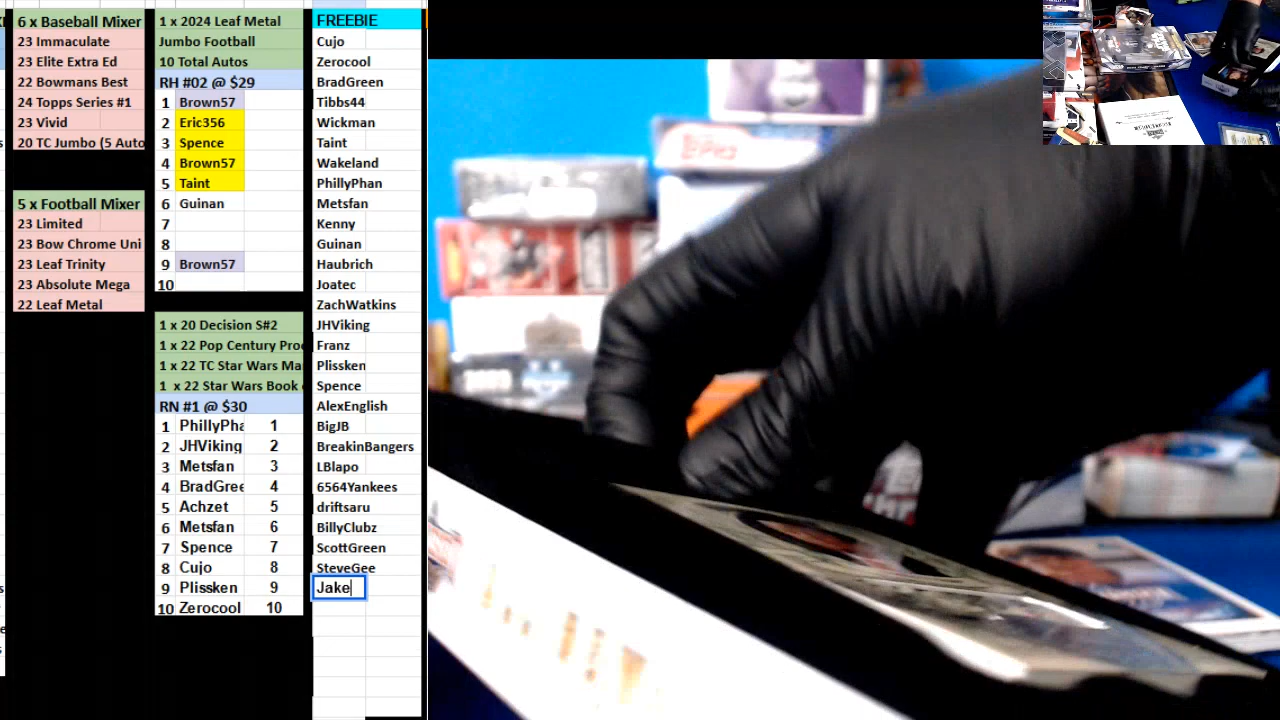 6 x Baseball Mixer
23 Immaculate
23 Elite Extra Ed
22 Bowmans Best
24 Topps Series #1
23 Vivid
20 TC Jumbo (5 Auto
5 x Football Mixer
23 Limited
23 Bow Chrome Uni
23 Leaf Trinity
23 Absolute Mega
22 Leaf Metal
1 x 2024 Leaf Metal
Jumbo Football
10 Total Autos
RH #02 @ $29
1 Brown57
2 Eric356
3 Spence
4 Brown57
5 Taint
6 Guinan
7
8
9 Brown57
10
1 x 20 Decision S#2
1 x 22 Pop Century Pro
1 x 22 TC Star Wars Ma
1 x 22 Star Wars Book
RN #1 @ $30
1 PhillyPha 1
2 JHViking 2
3 Metsfan 3
4 BradGree 4
5 Achzet 5
6 Metsfan 6
7 Spence 7
8 Cujo 8
9 Plissken 9
10 Zerocool 10
FREEBIE
Cujo
Zerocool
BradGreen
Tibbs44
Wickman
Taint
Wakeland
PhillyPhan
Metsfan
Kenny
Guinan
Haubrich
Joatec
ZachWatkins
JHViking
Franz
Plissken
Spence
AlexEnglish
BigJB
BreakinBangers
LBlapo
6564Yankees
driftsaru
BillyClubz
ScottGreen
SteveGee
Jake